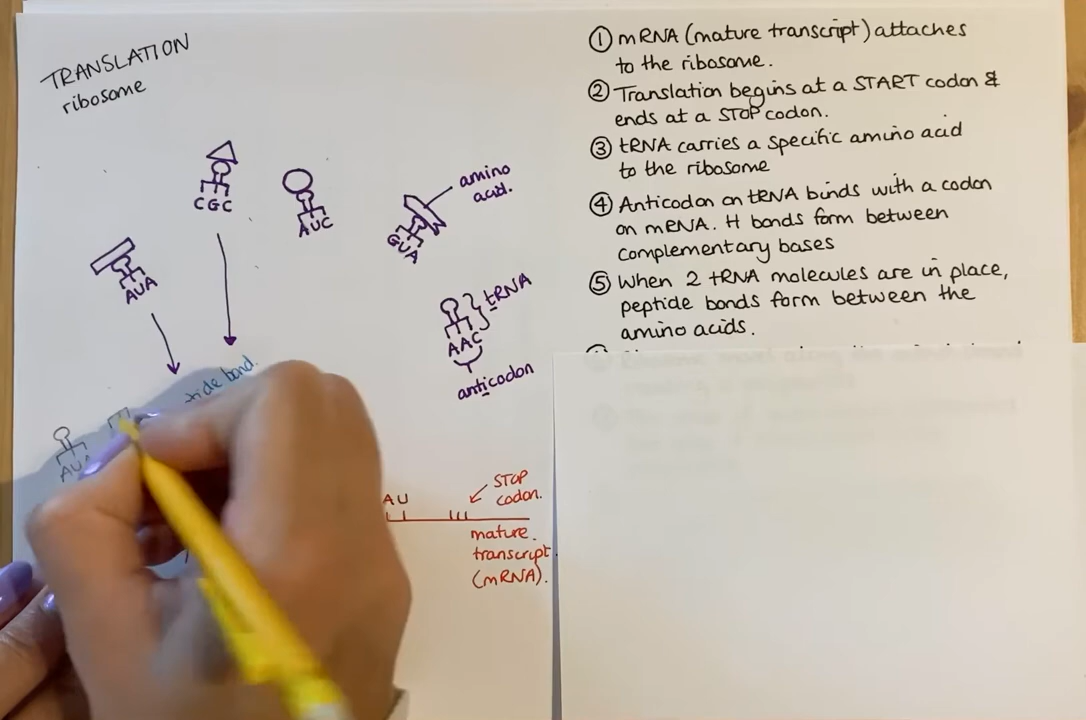 TRANSLATION
ribosome
CGC
AUC
amino
acid.
GUA
AUA
tRNA
AAC
anticodon
bond.
AU
AU
STOP
codon.
mature.
transcript
(mRNA).
① mRNA (mature transcript) attaches
to the ribosome.
② Translation begins at a START codon &
ends at a STOP codon.
③ tRNA carries a specific amino acid
to the ribosome
④ Anticodon on tRNA binds with a codon
on mRNA. H bonds form between
complementary bases
⑤ When 2 tRNA molecules are in place,
peptide bonds form between the
amino acids.